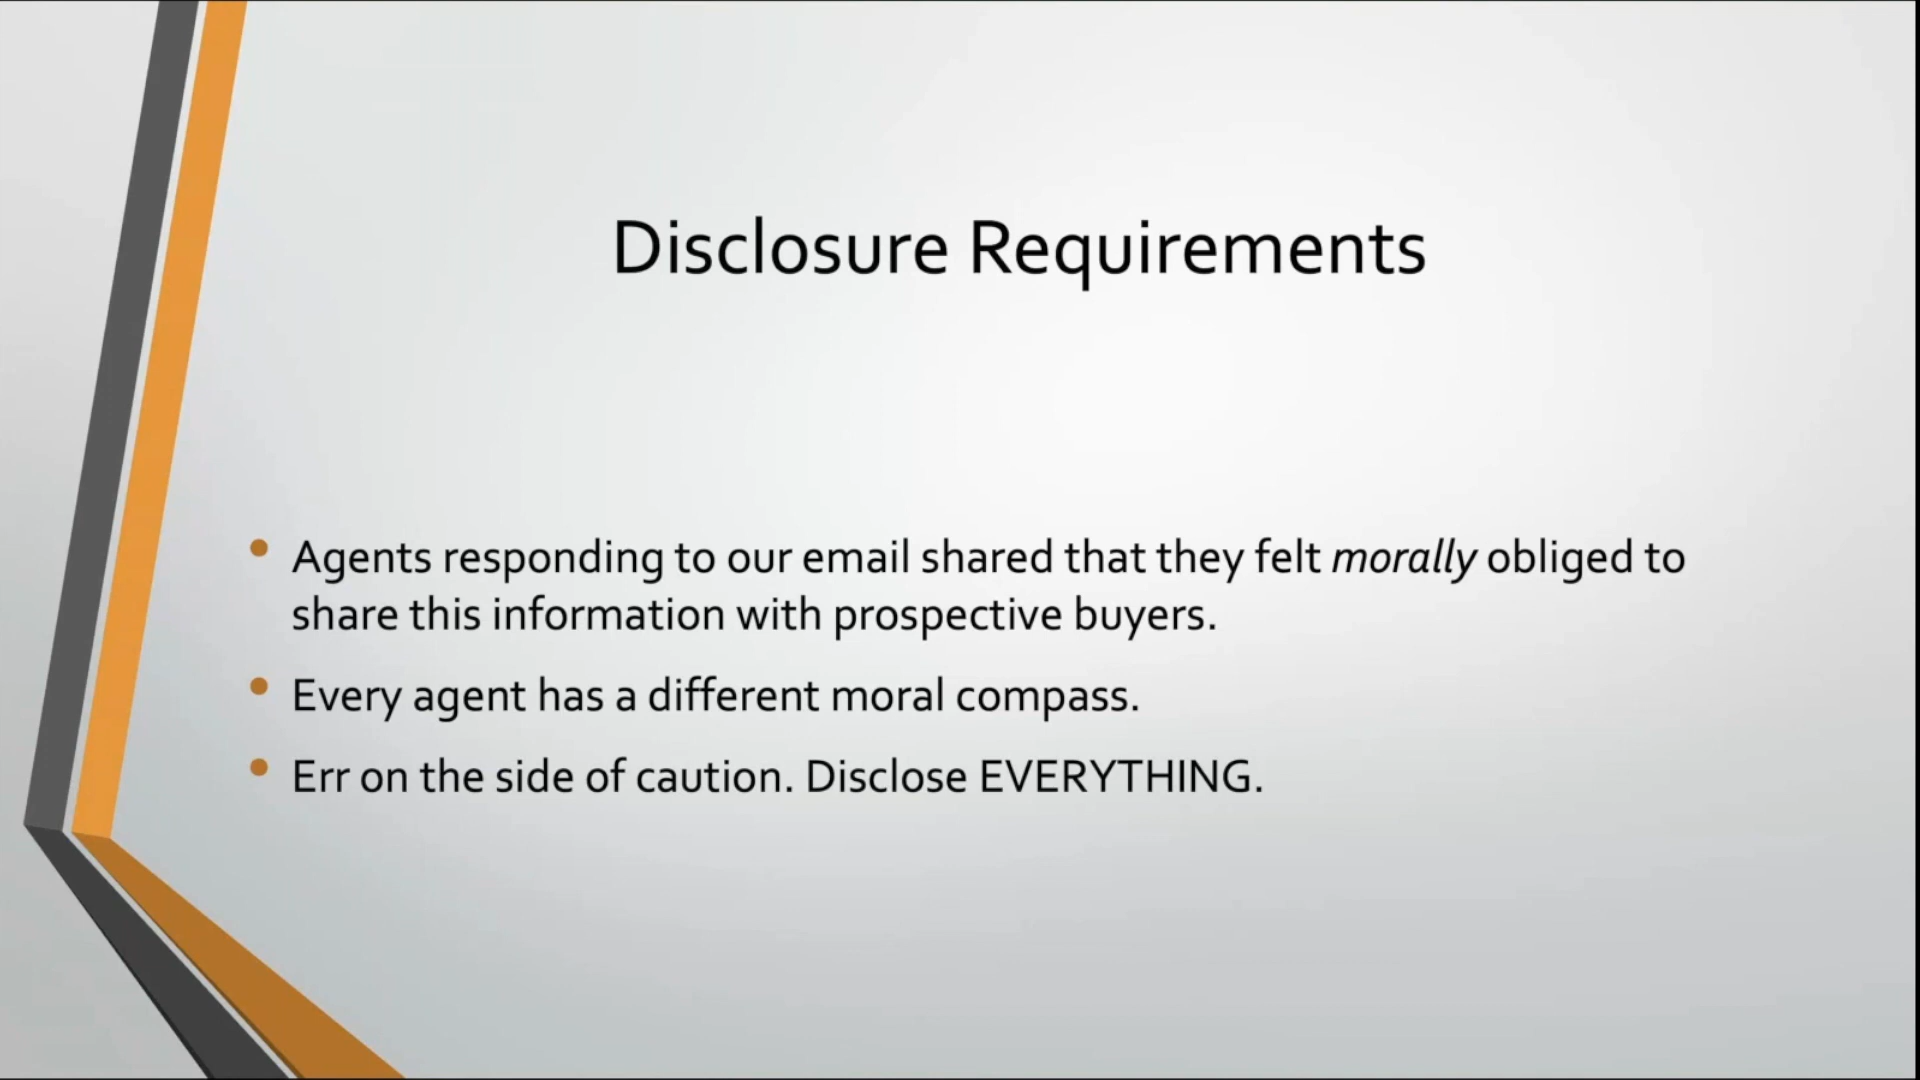 Disclosure Requirements
• Agents responding to our email shared that they felt morally obliged to
share this information with prospective buyers.
• Every agent has a different moral compass.
• Err on the side of caution. Disclose EVERYTHING.